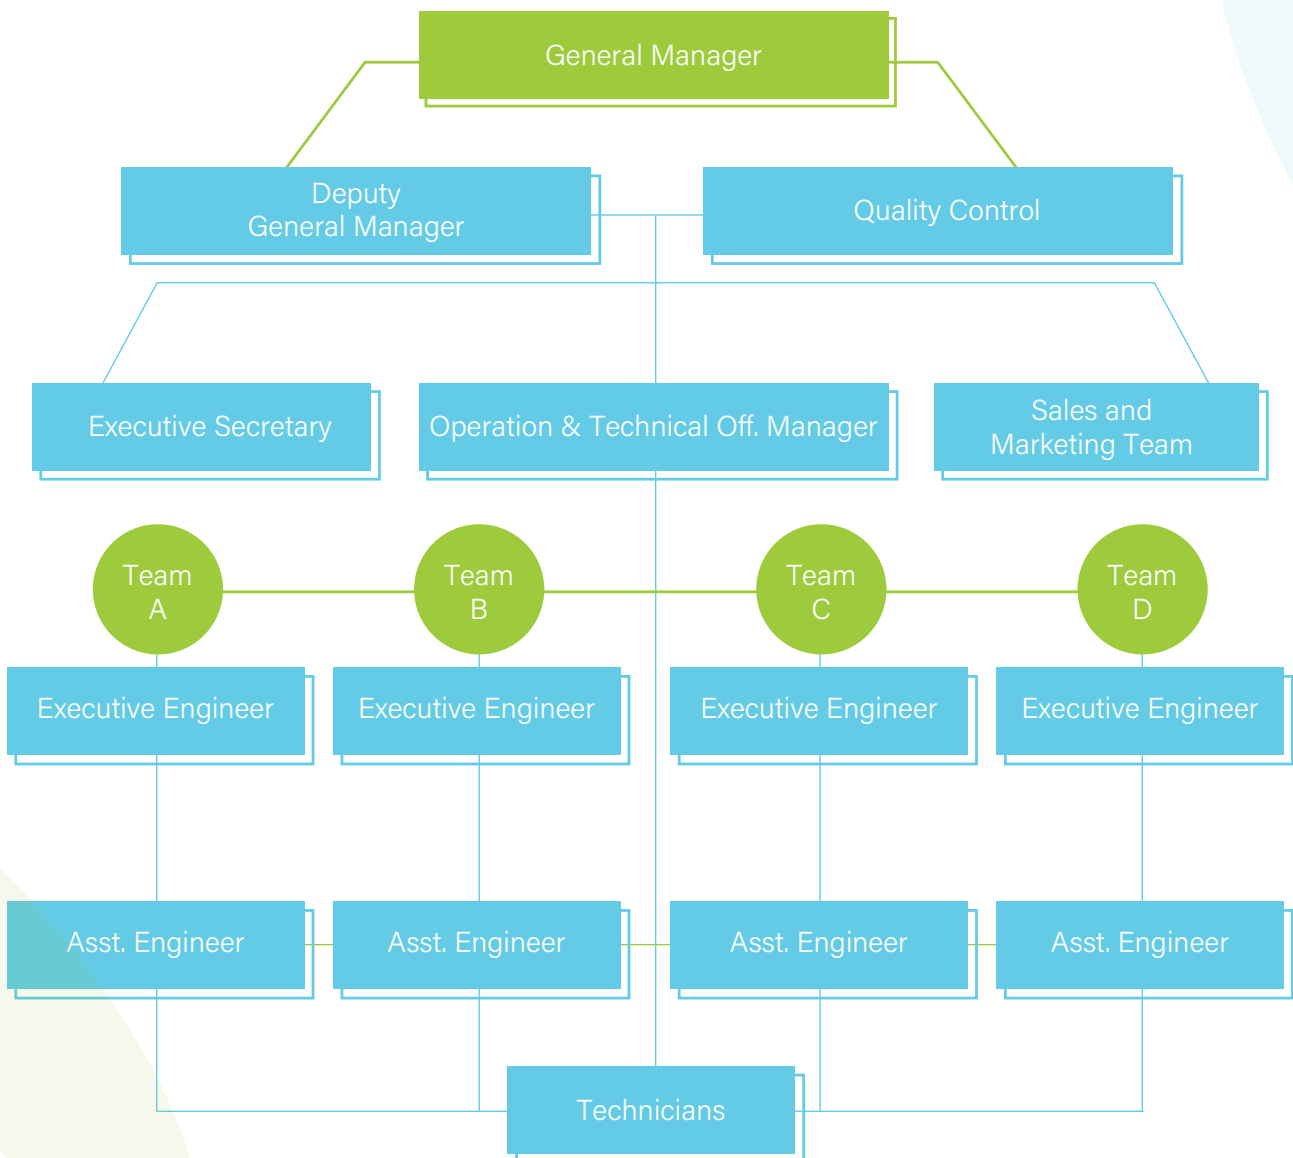 General Manager
Deputy
General Manager
Quality Control
Executive Secretary
Operation & Technical Off. Manager
Sales and
Marketing Team
Team
A
Team
B
Team
C
Team
D
Executive Engineer
Executive Engineer
Executive Engineer
Executive Engineer
Asst. Engineer
Asst. Engineer
Asst. Engineer
Asst. Engineer
Technicians